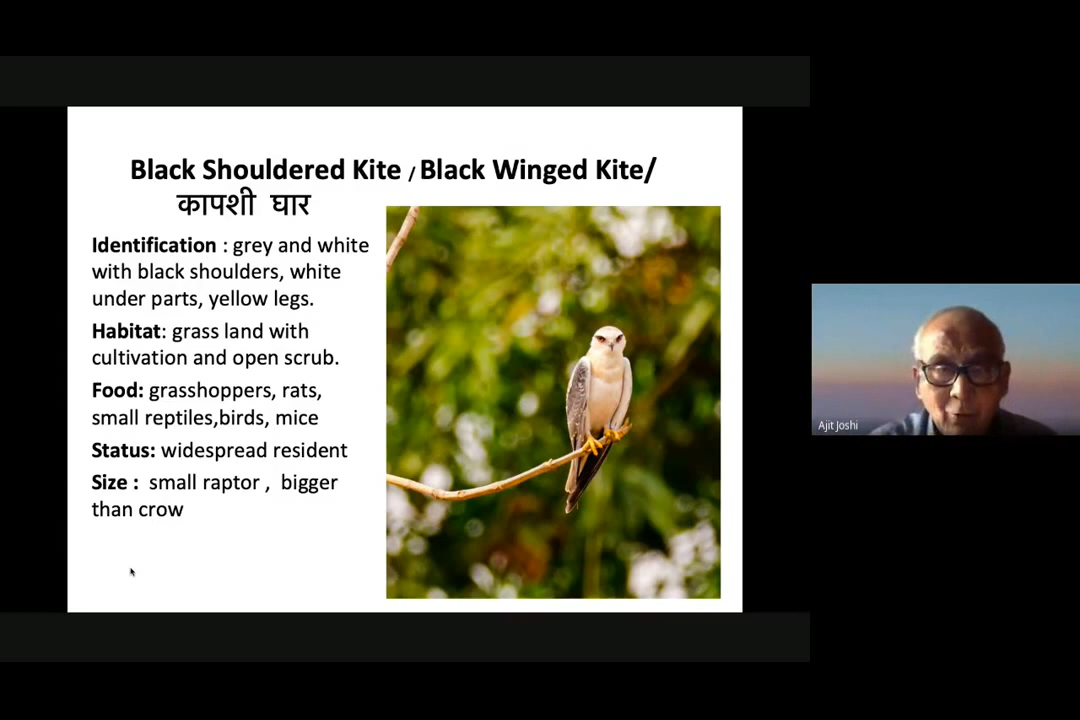 Black Shouldered Kite / Black Winged Kite/
कापशी घार
Identification : grey and white
with black shoulders, white
under parts, yellow legs.
Habitat: grass land with
cultivation and open scrub.
Food: grasshoppers, rats,
small reptiles,birds, mice
Status: widespread resident
Size : small raptor , bigger
than crow
Ajit Joshi